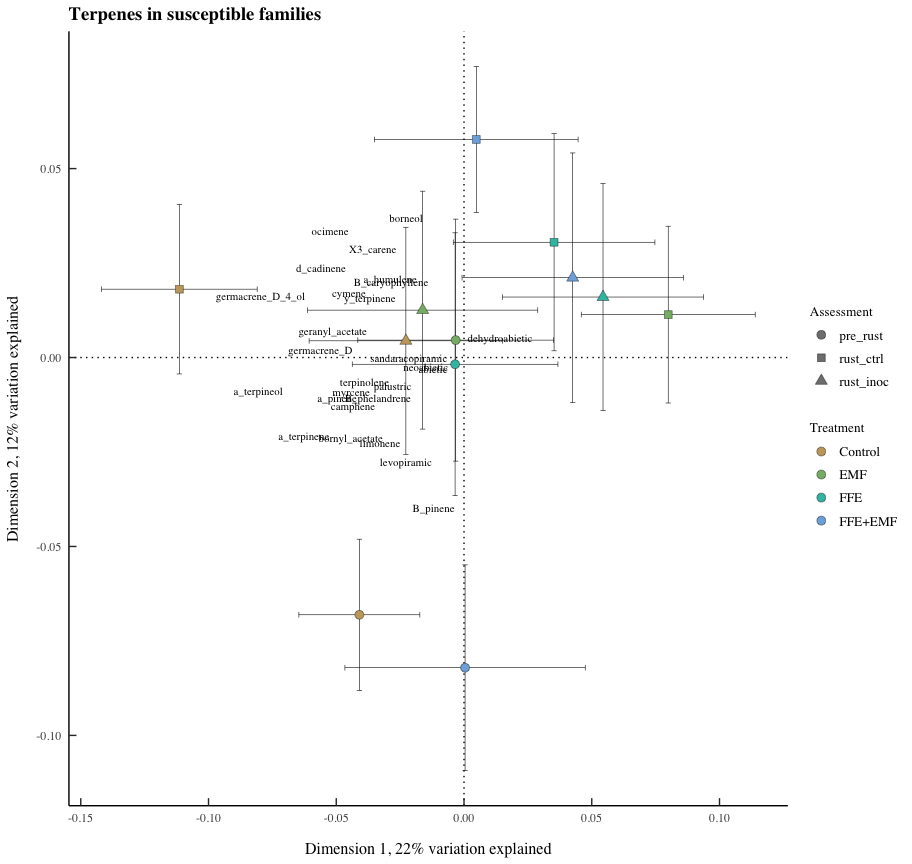 Terpenes in susceptible families
Dimension 2, 12% variation explained
0.05
0.00
-0.05
-0.10
borneol
ocimene
X3_carene
d_cadinene
a_humulene
B_caryophyllene
cymene
germacrene_D_4_ol
y_terpinene
geranyl_acetate
dehydroabietic
germacrene_D
sandaracopiramic
neoabietic
abietic
terpinolene
palustric
a_terpineol
myrcene
a_pinene
B_phelandrene
camphene
a_terpinene
bornyl_acetate
limonene
levopiramic
B_pinene
-0.15
-0.10
-0.05
0.00
0.05
0.10
Dimension 1, 22% variation explained
Assessment
pre_rust
rust_ctrl
rust_inoc
Treatment
Control
EMF
FFE
FFE+EMF